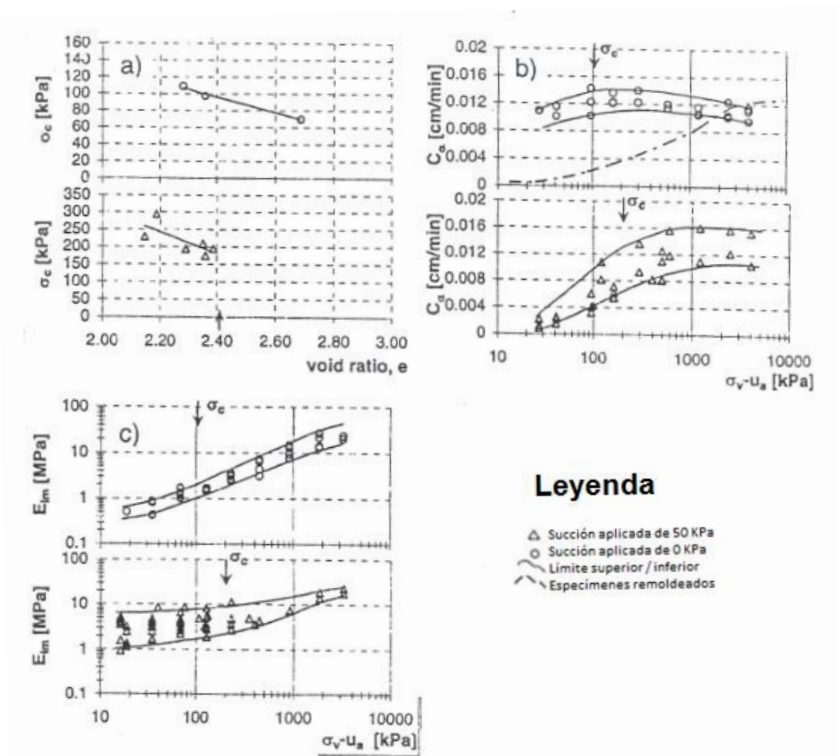 160
140
120
100
80
60
40
20
0
σc [kPa]
a)
350
300
250
200
150
100
50
0
σc [kPa]
2.00 2.20 2.40 2.60 2.80 3.00
void ratio, e
0.02
0.016
0.012
0.008
0.004
0
Cα [cm/min]
b)
σc
0.016
0.012
0.008
0.004
0
Cα [cm/min]
σc
10 100 1000 10000
σv-ua [kPa]
100
10
1
0.1
Elm [MPa]
c)
σc
100
10
1
0.1
Elm [MPa]
σc
10 100 1000 10000
σv-ua [kPa]
Leyenda
Succión aplicada de 50 KPa
Succión aplicada de 0 KPa
Límite superior / inferior
Especímenes remoldeados